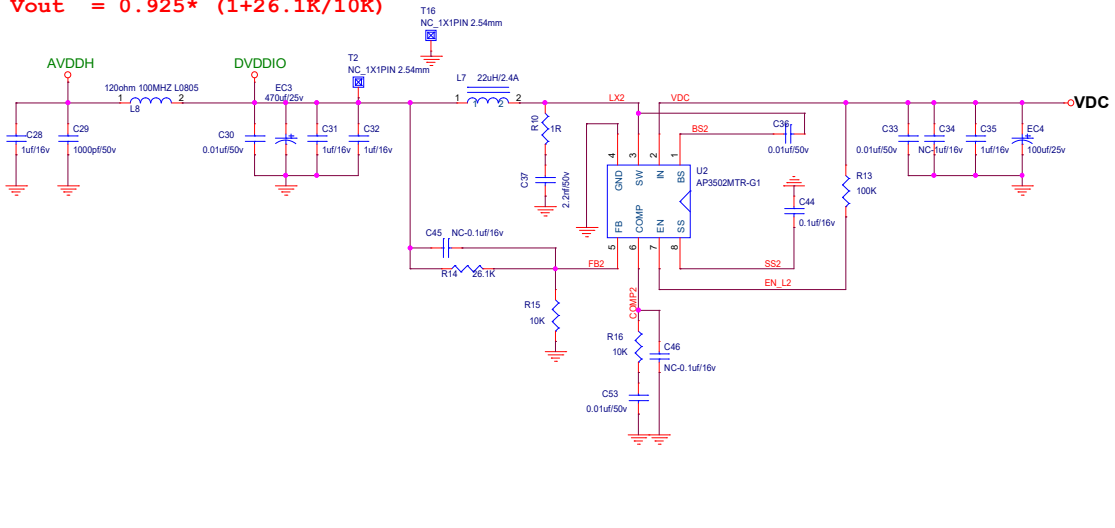 Vout = 0.925* (1+26.1K/10K)
T16
NC_1X1PIN 2.54mm
AVDDH
DVDDIO
T2
NC_1X1PIN 2.54mm
120ohm 100MHZ L0805
1 2
L8
EC3
470uf/25v
L7 22uH/2.4A
1 2 2
LX2
VDC
VDC
C28
1uf/16v
C29
1000pf/50v
C30
0.01uf/50v
C31
1uf/16v
C32
1uf/16v
R10
1R
C37
2.2nf/50v
BS2
C36
0.01uf/50v
C33
0.01uf/50v
C34
NC-1uf/16v
C35
1uf/16v
EC4
100uf/25v
4 3 2 1
GND SW IN BS
U2
AP3502MTR-G1
FB COMP EN SS
5 6 7 8
R13
100K
C44
0.1uf/16v
C45 NC-0.1uf/16v
R14 26.1K
FB2
SS2
EN_L2
COMP2
R15
10K
R16
10K
C46
NC-0.1uf/16v
C53
0.01uf/50v